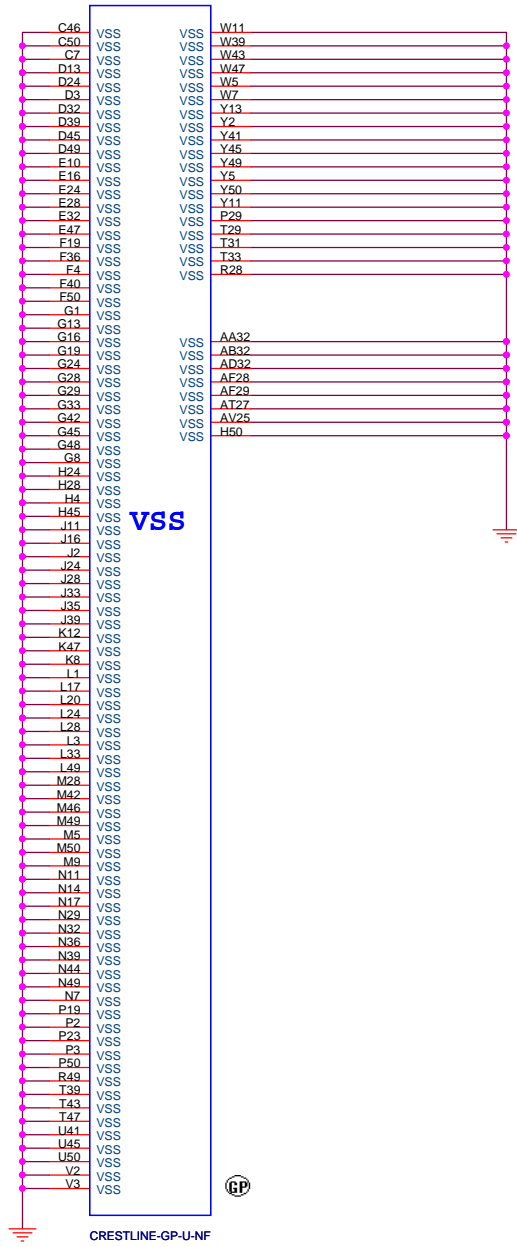 C46 VSS VSS W11
C50 VSS VSS W39
C7 VSS VSS W43
D13 VSS VSS W47
D24 VSS VSS W5
D3 VSS VSS W7
D32 VSS VSS Y13
D39 VSS VSS Y2
D45 VSS VSS Y41
D49 VSS VSS Y45
E10 VSS VSS Y49
E16 VSS VSS Y5
E24 VSS VSS Y50
E28 VSS VSS Y11
E32 VSS VSS P29
E47 VSS VSS T29
F19 VSS VSS T31
F36 VSS VSS T33
F4 VSS VSS R28
F40 VSS
F50 VSS
G1 VSS
G13 VSS
G16 VSS VSS AA32
G19 VSS VSS AB32
G24 VSS VSS AD32
G28 VSS VSS AF28
G29 VSS VSS AF29
G33 VSS VSS AT27
G42 VSS VSS AV25
G45 VSS VSS H50
G48 VSS
G8 VSS
H24 VSS
H28 VSS
H4 VSS
H45 VSS
VSS
J11 VSS
J16 VSS
J2 VSS
J24 VSS
J28 VSS
J33 VSS
J35 VSS
J39 VSS
K12 VSS
K47 VSS
K8 VSS
L1 VSS
L17 VSS
L20 VSS
L24 VSS
L28 VSS
L3 VSS
L33 VSS
L49 VSS
M28 VSS
M42 VSS
M46 VSS
M49 VSS
M5 VSS
M50 VSS
M9 VSS
N11 VSS
N14 VSS
N17 VSS
N29 VSS
N32 VSS
N36 VSS
N39 VSS
N44 VSS
N49 VSS
N7 VSS
P19 VSS
P2 VSS
P23 VSS
P3 VSS
P50 VSS
R49 VSS
T39 VSS
T43 VSS
T47 VSS
U41 VSS
U45 VSS
U50 VSS
V2 VSS
V3 VSS
GP
CRESTLINE-GP-U-NF